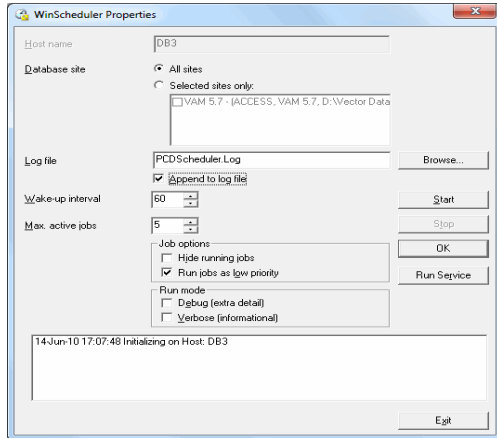 WinScheduler Properties
Host name
DB3
Database site
All sites
Selected sites only:
VAM 5.7 - (ACCESS, VAM 5.7, D:\Vector Data
Log file
PCDScheduler.Log
Browse...
Append to log file
Wake-up interval
60
Start
Max. active jobs
5
Stop
Job options
OK
Hide running jobs
Run jobs as low priority
Run Service
Run mode
Debug (extra detail)
Verbose (informational)
14-Jun-10 17:07:48 Initializing on Host: DB3
Exit